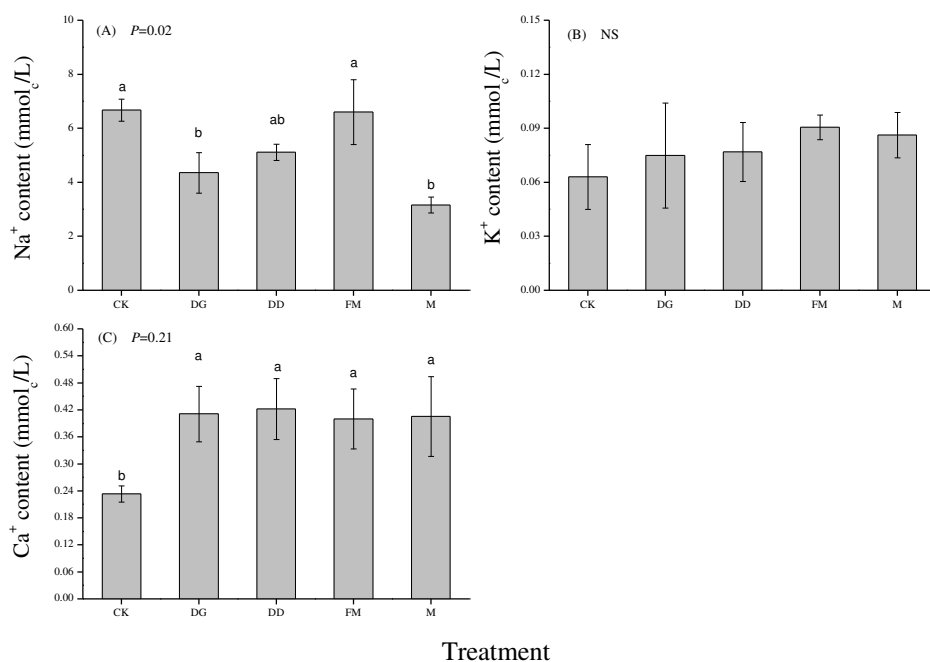 (A) P=0.02
Na⁺ content (mmol_c/L)
10
8
6
4
2
0
a
b
ab
a
b
CK DG DD FM M
(B) NS
K⁺ content (mmol_c/L)
0.15
0.12
0.09
0.06
0.03
0.00
CK DG DD FM M
(C) P=0.21
Ca⁺ content (mmol_c/L)
0.60
0.54
0.48
0.42
0.36
0.30
0.24
0.18
0.12
0.06
0.00
b
a
a
a
a
CK DG DD FM M
Treatment